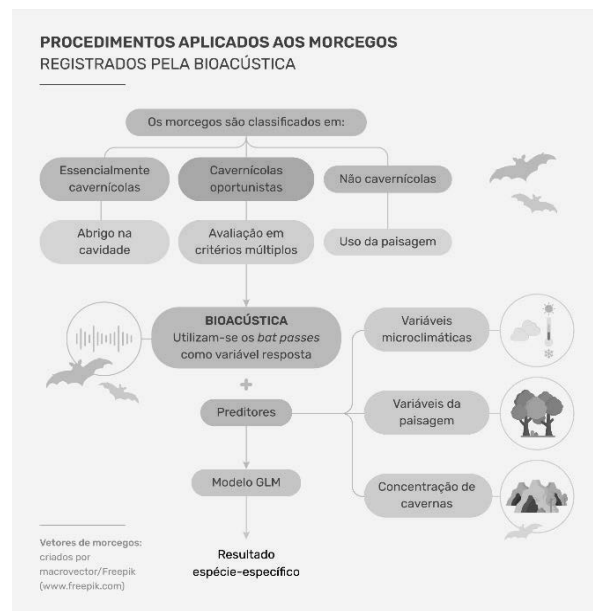 PROCEDIMENTOS APLICADOS AOS MORCEGOS
REGISTRADOS PELA BIOACÚSTICA
Os morcegos são classificados em:
Essencialmente
cavernícolas
Cavernícolas
oportunistas
Não cavernícolas
Abrigo na
cavidade
Avaliação em
critérios múltiplos
Uso da paisagem
BIOACÚSTICA
Utilizam-se os bat passes
como variável resposta
+
Preditores
Variáveis
microclimáticas
Variáveis da
paisagem
Concentração de
cavernas
Modelo GLM
Resultado
espécie-específico
Vetores de morcegos:
criados por
macrovector/Freepik
(www.freepik.com)